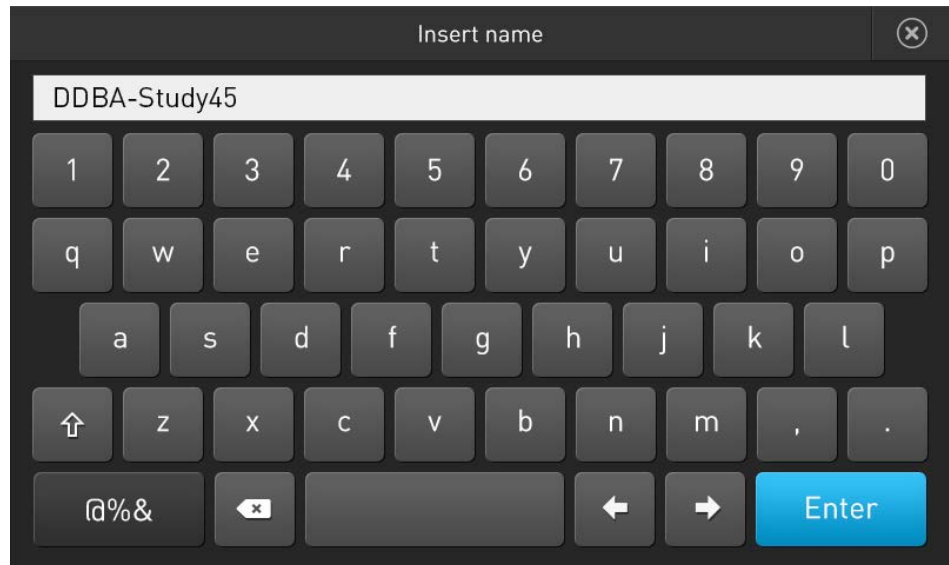 Insert name
DDBA-Study45
1 2 3 4 5 6 7 8 9 0
q w e r t y u i o p
a s d f g h j k l
z x c v b n m , .
@%& Enter